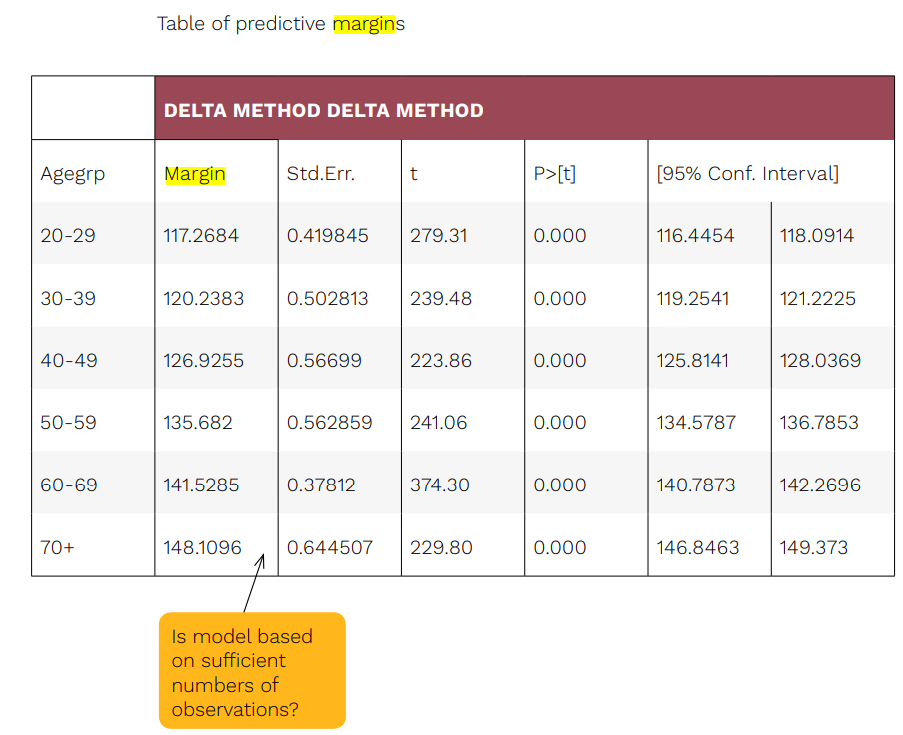 Table of predictive margins
DELTA METHOD DELTA METHOD
Agegrp Margin Std.Err. t P>[t] [95% Conf. Interval]
20-29 117.2684 0.419845 279.31 0.000 116.4454 118.0914
30-39 120.2383 0.502813 239.48 0.000 119.2541 121.2225
40-49 126.9255 0.56699 223.86 0.000 125.8141 128.0369
50-59 135.682 0.562859 241.06 0.000 134.5787 136.7853
60-69 141.5285 0.37812 374.30 0.000 140.7873 142.2696
70+ 148.1096 0.644507 229.80 0.000 146.8463 149.373
Is model based
on sufficient
numbers of
observations?